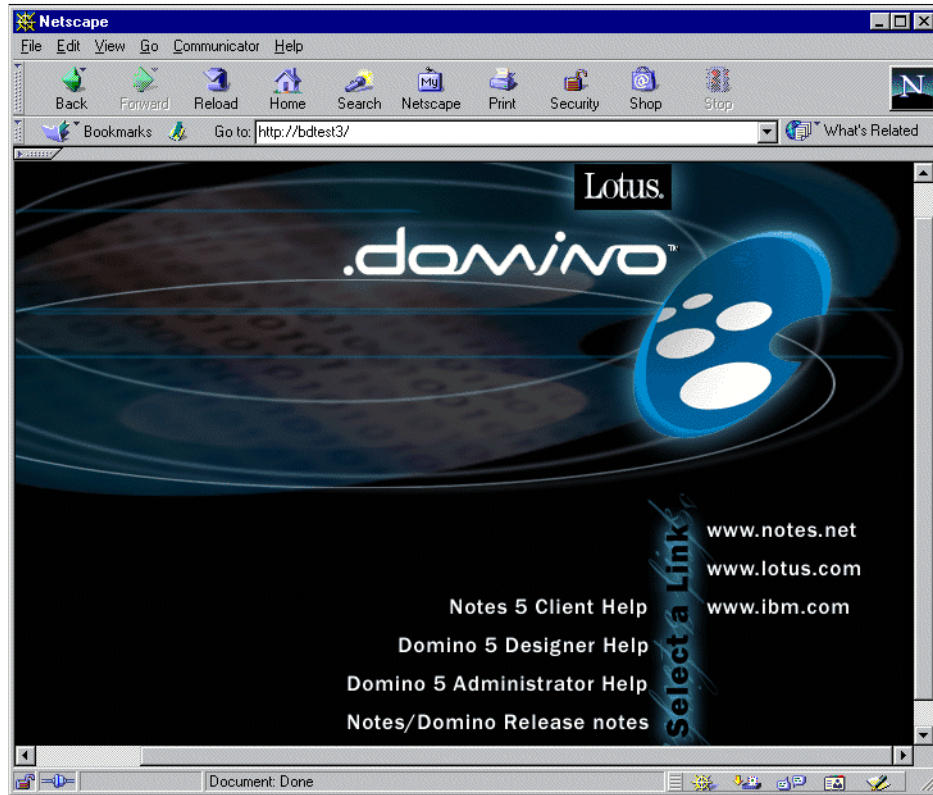 Netscape
File Edit View Go Communicator Help
My
Back Forward Reload Home Search Netscape Print Security Shop Stop
N
Bookmarks Go to: http://bdtest3/ What's Related
Lotus.
.domino™
Select a Link
www.notes.net
www.lotus.com
Notes 5 Client Help www.ibm.com
Domino 5 Designer Help
Domino 5 Administrator Help
Notes/Domino Release notes
Document: Done